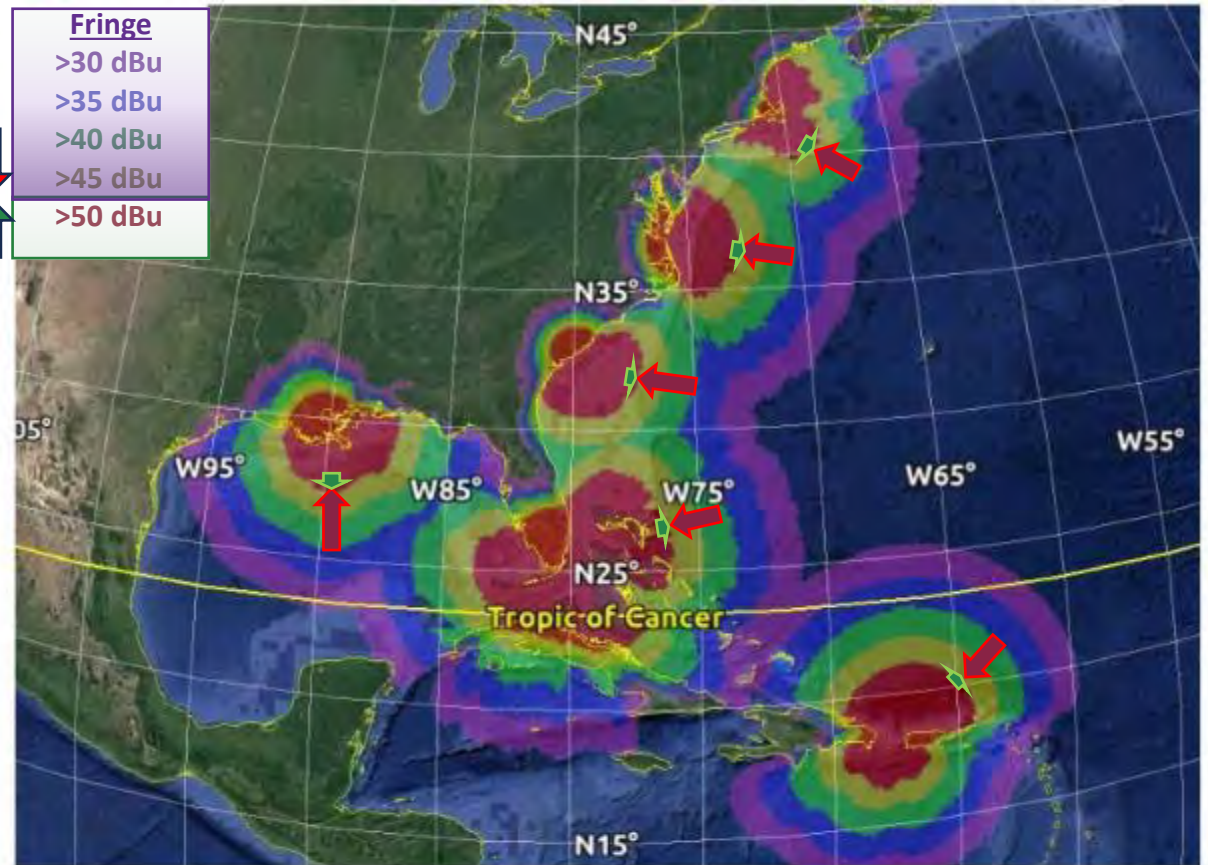 Fringe
>30 dBu
>35 dBu
>40 dBu
>45 dBu
>50 dBu
N45°
N35°
05°
W95°
W85°
W75°
W65°
W55°
N25°
Tropic of Cancer
N15°